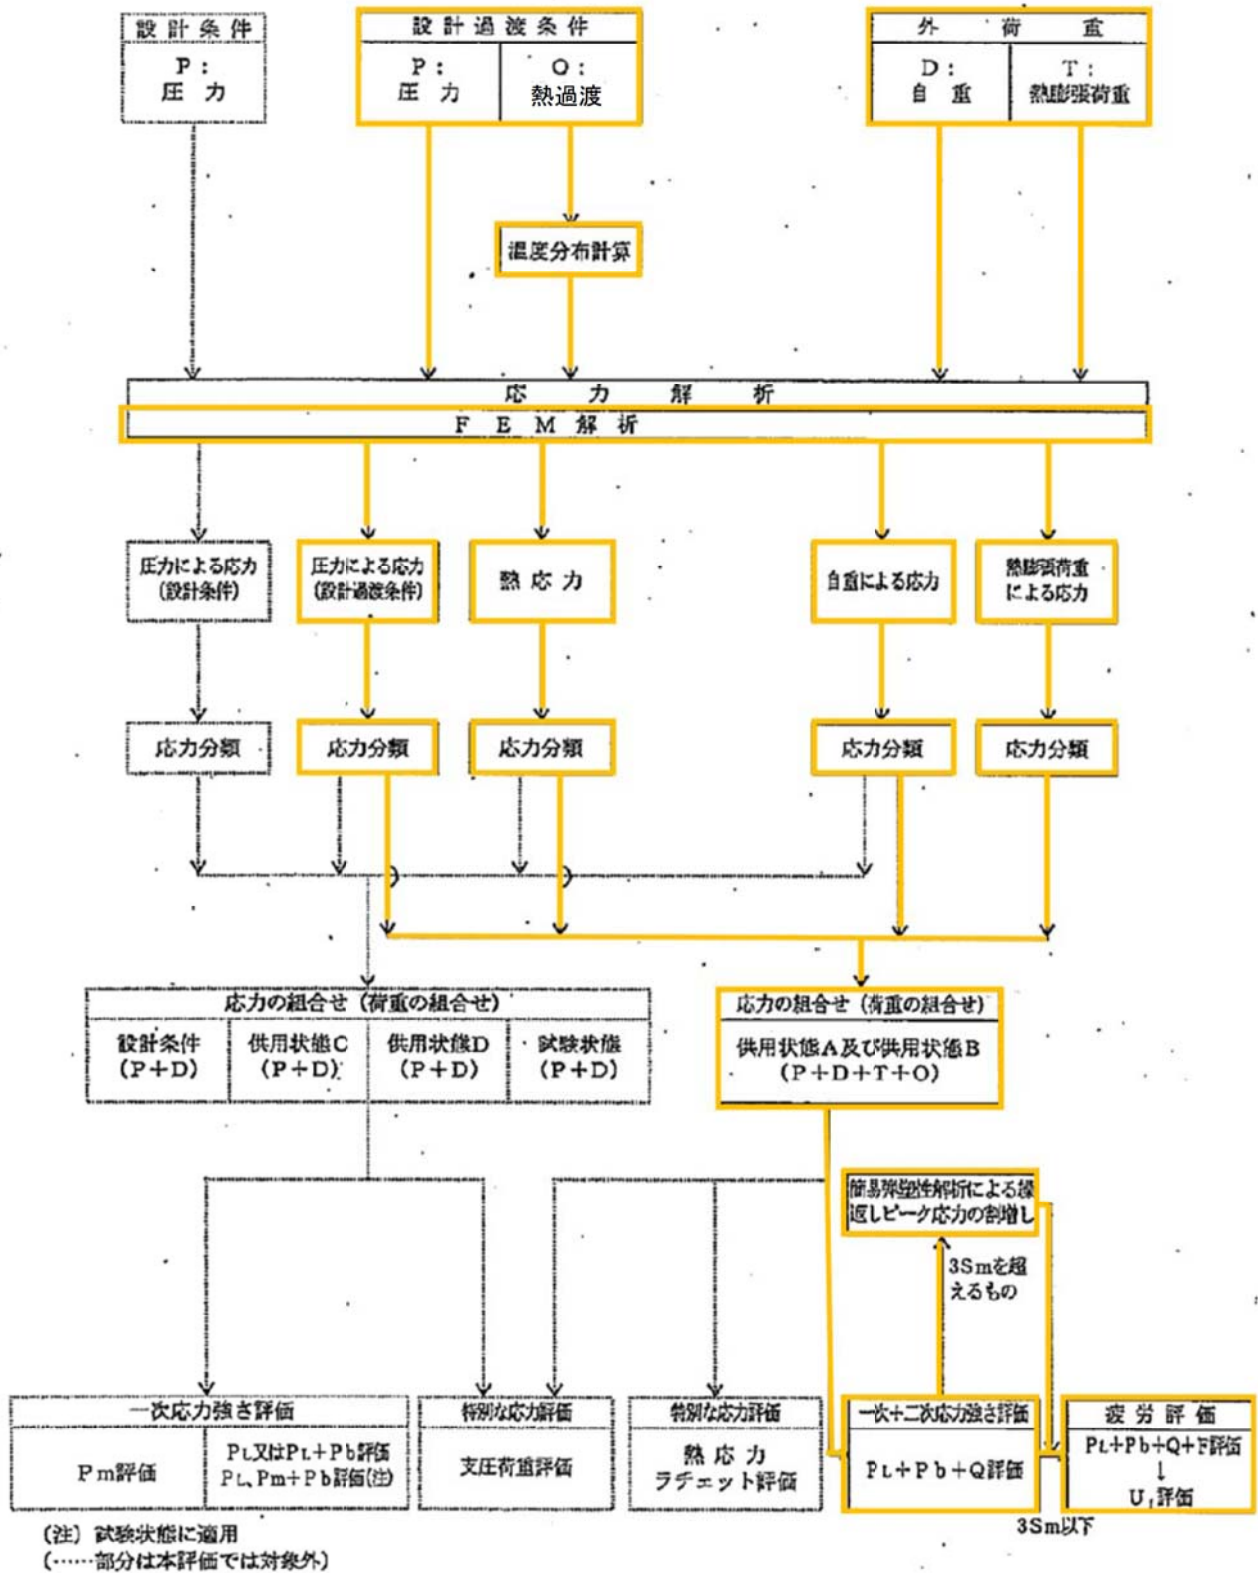 設計条件
P：
圧力
設計過渡条件
P：
圧力
O：
熱過渡
外荷重
D：
自重
T：
熱膨張荷重
温度分布計算
応力解析
FEM解析
圧力による応力
(設計条件)
圧力による応力
(設計過渡条件)
熱応力
自重による応力
熱膨張荷重
による応力
応力分類
応力分類
応力分類
応力分類
応力分類
応力の組合せ（荷重の組合せ）
設計条件
(P+D)
供用状態C
(P+D)
供用状態D
(P+D)
試験状態
(P+D)
応力の組合せ（荷重の組合せ）
供用状態A及び供用状態B
(P+D+T+O)
簡易弾塑性解析による繰
返しピーク応力の割増し
3Smを超
えるもの
一次応力強さ評価
Pm評価
PL又はPL+Pb評価
PL、Pm+Pb評価(注)
特別な応力評価
支圧荷重評価
特別な応力評価
熱応力
ラチェット評価
一次+二次応力強さ評価
PL+Pb+Q評価
疲労評価
PL+Pb+Q+F評価
↓
Uf評価
3Sm以下
(注) 試験状態に適用
(……部分は本評価では対象外)